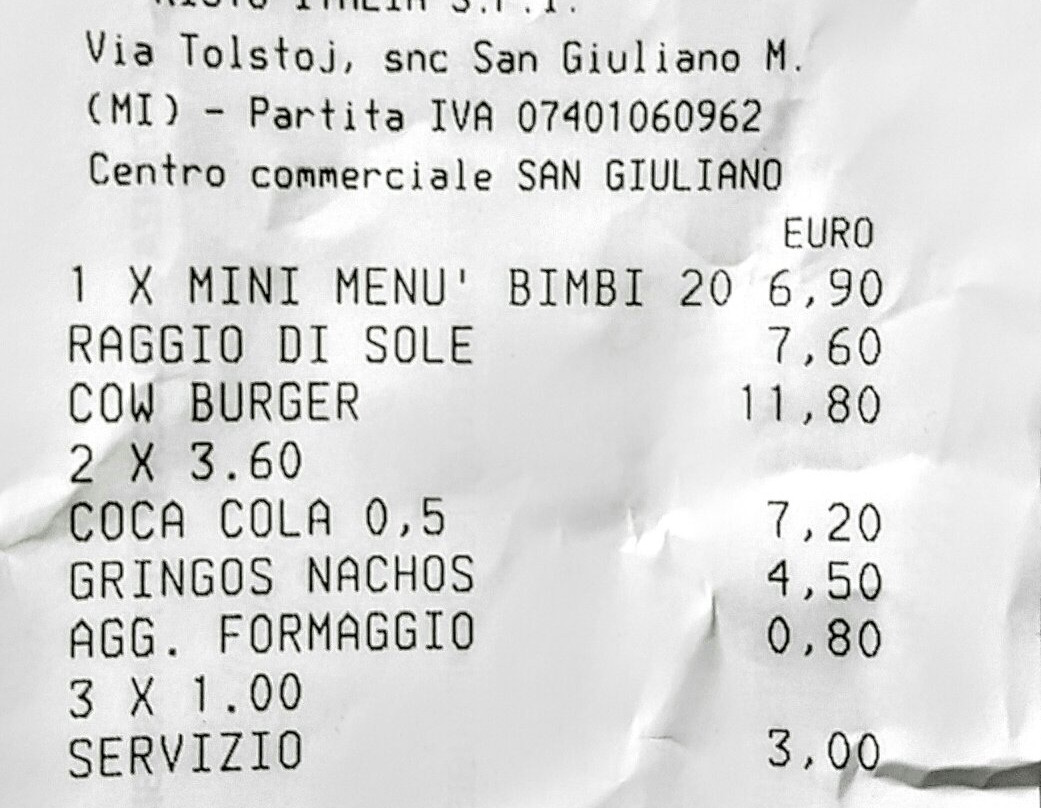 Via Tolstoj, snc San Giuliano M.
(MI) - Partita IVA 07401060962
Centro commerciale SAN GIULIANO
EURO
1 X MINI MENU' BIMBI 20 6,90
RAGGIO DI SOLE 7,60
COW BURGER 11,80
2 X 3.60
COCA COLA 0,5 7,20
GRINGOS NACHOS 4,50
AGG. FORMAGGIO 0,80
3 X 1.00
SERVIZIO 3,00